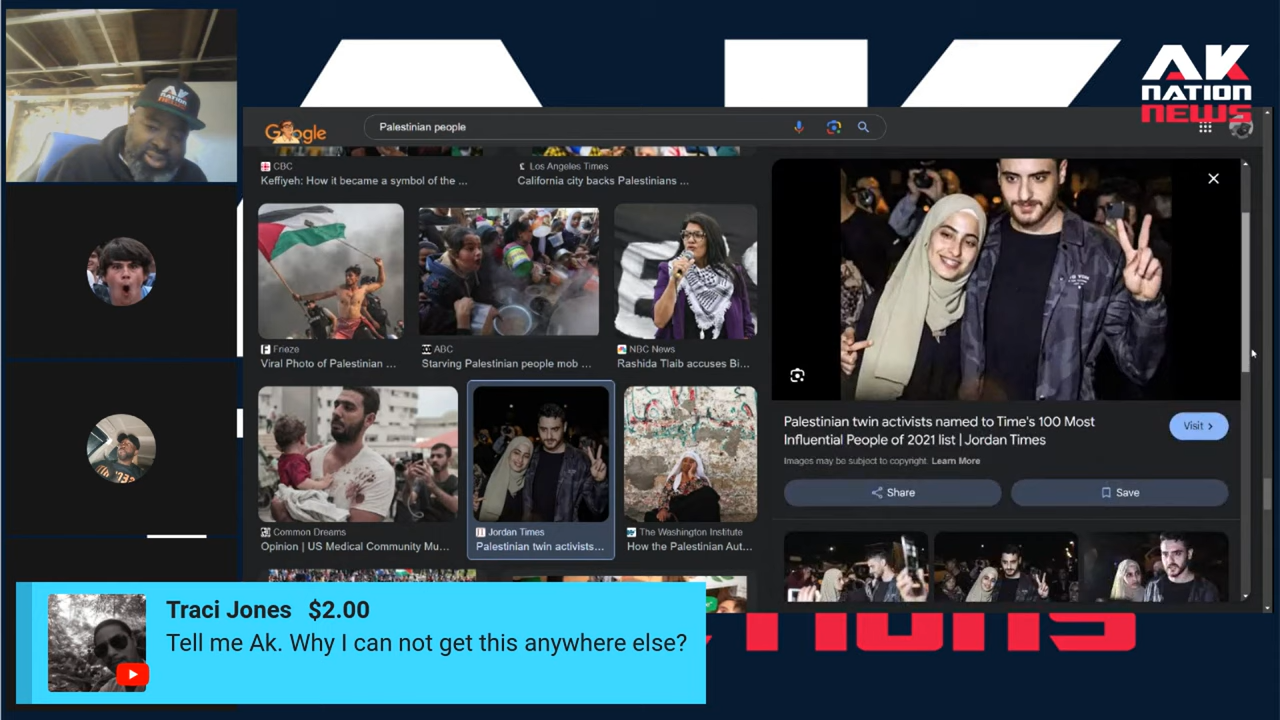 AK
NATION
NEWS
AK
NATION
Google
Palestinian people
CBC
Keffiyeh: How it became a symbol of the ...
Los Angeles Times
California city backs Palestinians ...
Frieze
Viral Photo of Palestinian ...
ABC
Starving Palestinian people mob ...
NBC News
Rashida Tlaib accuses Bi...
Common Dreams
Opinion | US Medical Community Mu...
Jordan Times
Palestinian twin activists...
The Washington Institute
How the Palestinian Aut...
Palestinian twin activists named to Time's 100 Most
Influential People of 2021 list | Jordan Times
Visit >
Images may be subject to copyright. Learn More
Share
Save
Traci Jones $2.00
Tell me Ak. Why I can not get this anywhere else?